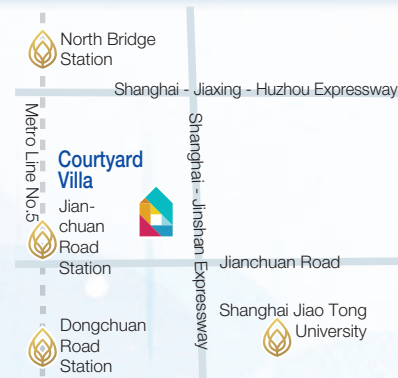 North Bridge
Station
Shanghai - Jiaxing - Huzhou Expressway
Metro Line No.5
Shanghai - Jinshan Expressway
Courtyard
Villa
Jian-
chuan
Road
Station
Jianchuan Road
Shanghai Jiao Tong
University
Dongchuan
Road
Station